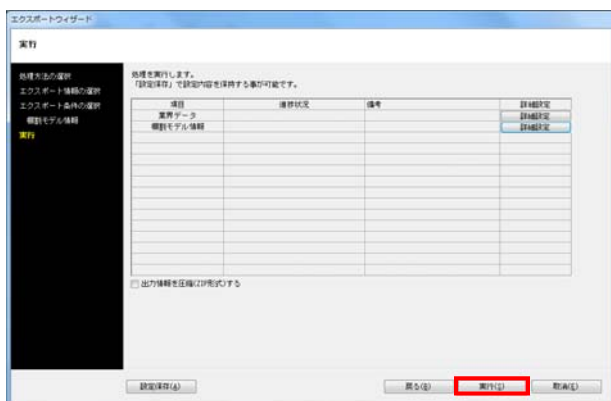 エクスポートウィザード
実行
処理方法の選択
エクスポート情報の選択
エクスポート条件の選択
棚割モデル情報
実行
処理を実行します。
「設定保存」で設定内容を保持する事が可能です。
項目 進捗状況 備考 詳細設定
業界データ 詳細設定
棚割モデル情報 詳細設定
出力情報を圧縮(ZIP形式)する
設定保存(A) 戻る(B) 実行(E) 取消(E)